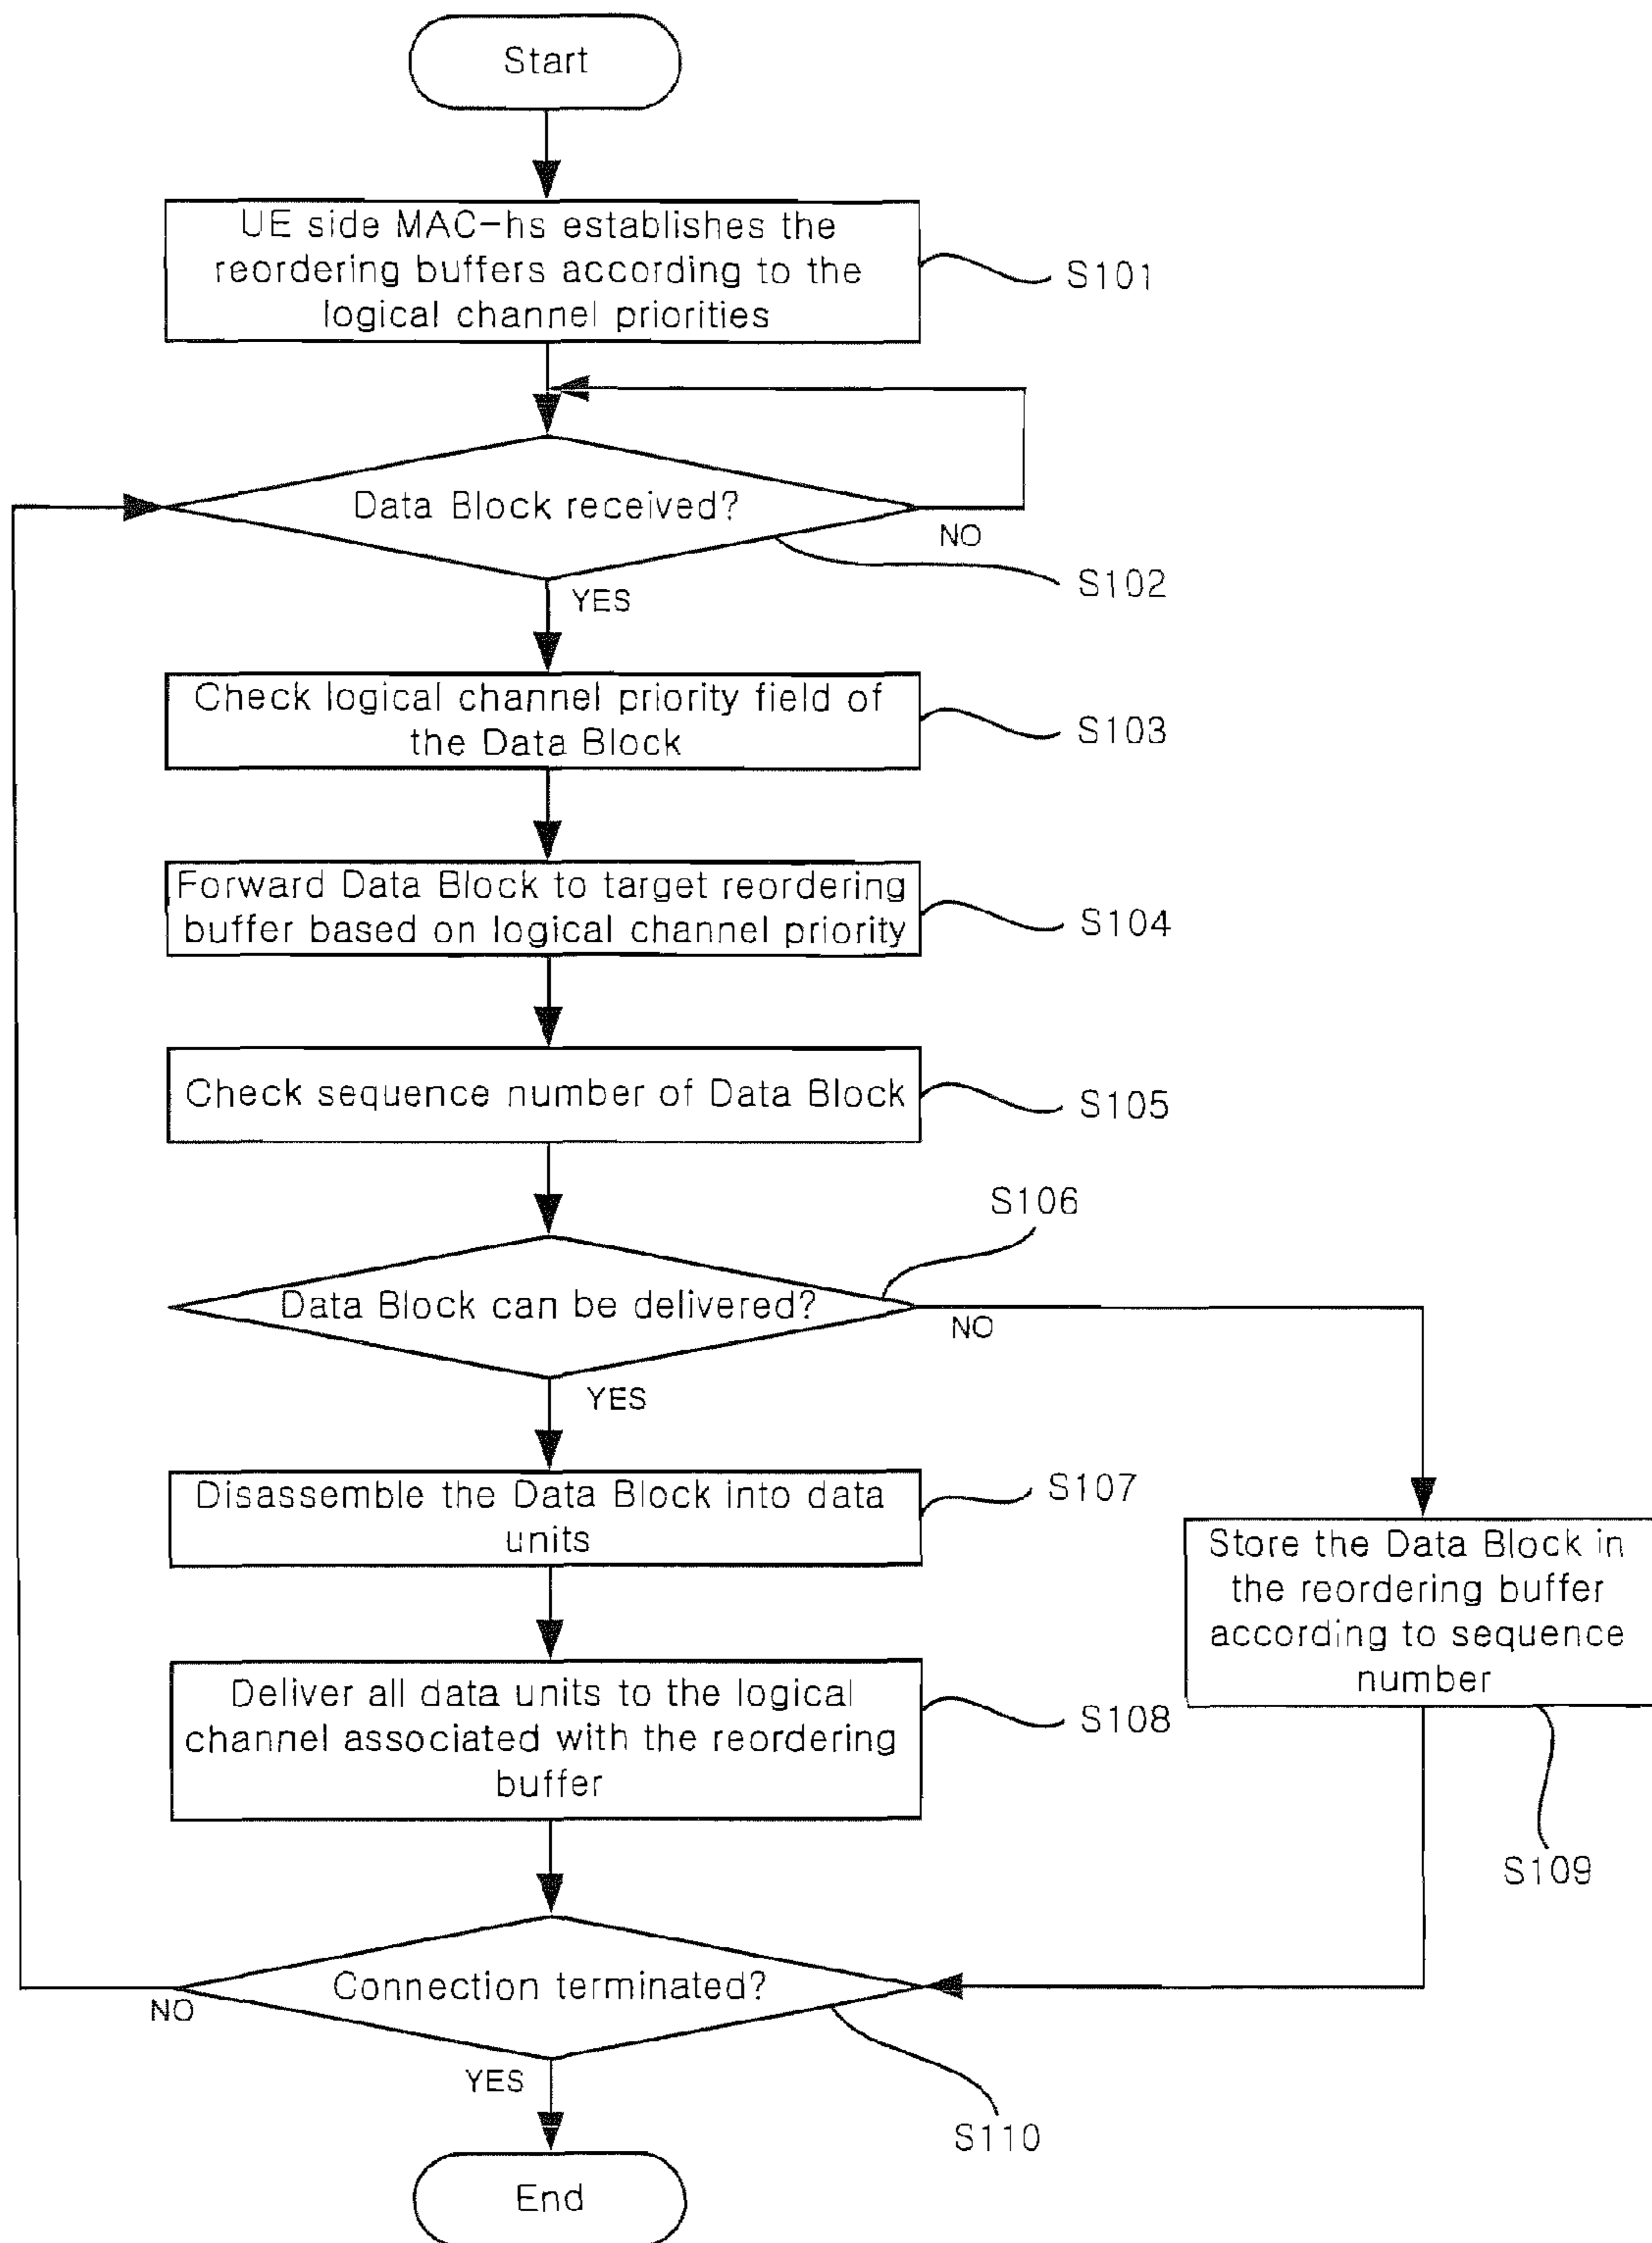 Start
UE side MAC-hs establishes the
reordering buffers according to the
logical channel priorities
S101
Data Block received?
NO
S102
YES
Check logical channel priority field of
the Data Block
S103
Forward Data Block to target reordering
buffer based on logical channel priority
S104
Check sequence number of Data Block
S105
S106
Data Block can be delivered?
NO
YES
Disassemble the Data Block into data
units
S107
Store the Data Block in
the reordering buffer
according to sequence
number
Deliver all data units to the logical
channel associated with the reordering
buffer
S108
S109
Connection terminated?
NO
YES
S110
End